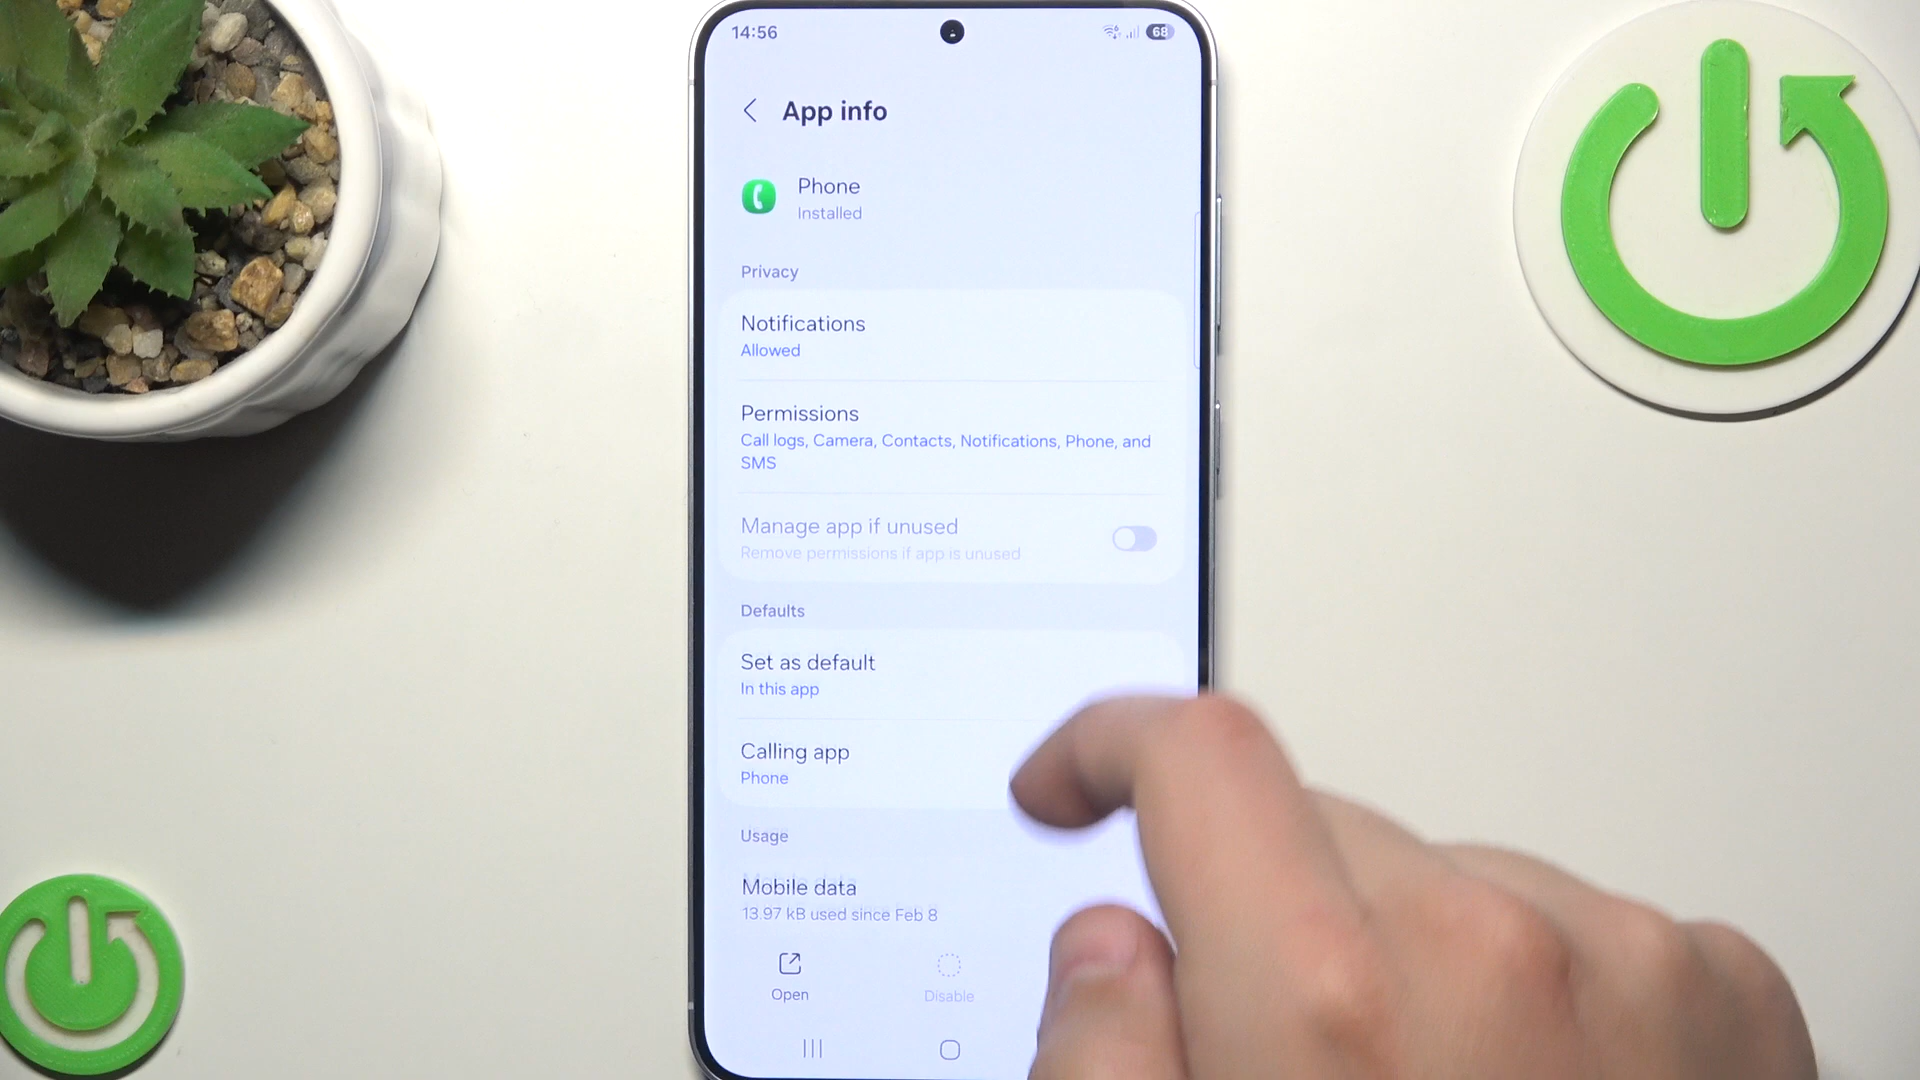 14:56
68
App info
Phone
Installed
Privacy
Notifications
Allowed
Permissions
Call logs, Camera, Contacts, Notifications, Phone, and
SMS
Manage app if unused
Remove permissions if app is unused
Defaults
Set as default
In this app
Calling app
Phone
Usage
Mobile data
13.97 kB used since Feb 8
Open
Disable